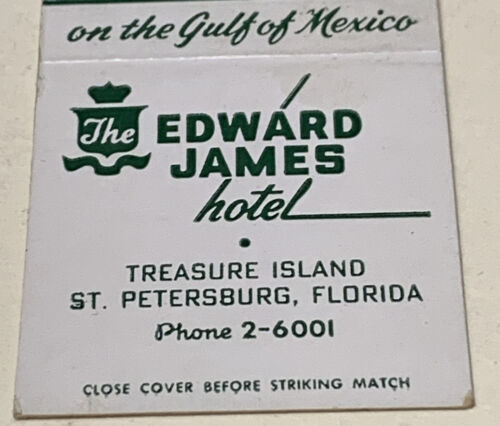 on the Gulf of Mexico
The EDWARD
JAMES
hotel
TREASURE ISLAND
ST. PETERSBURG, FLORIDA
Phone 2-6001
CLOSE COVER BEFORE STRIKING MATCH